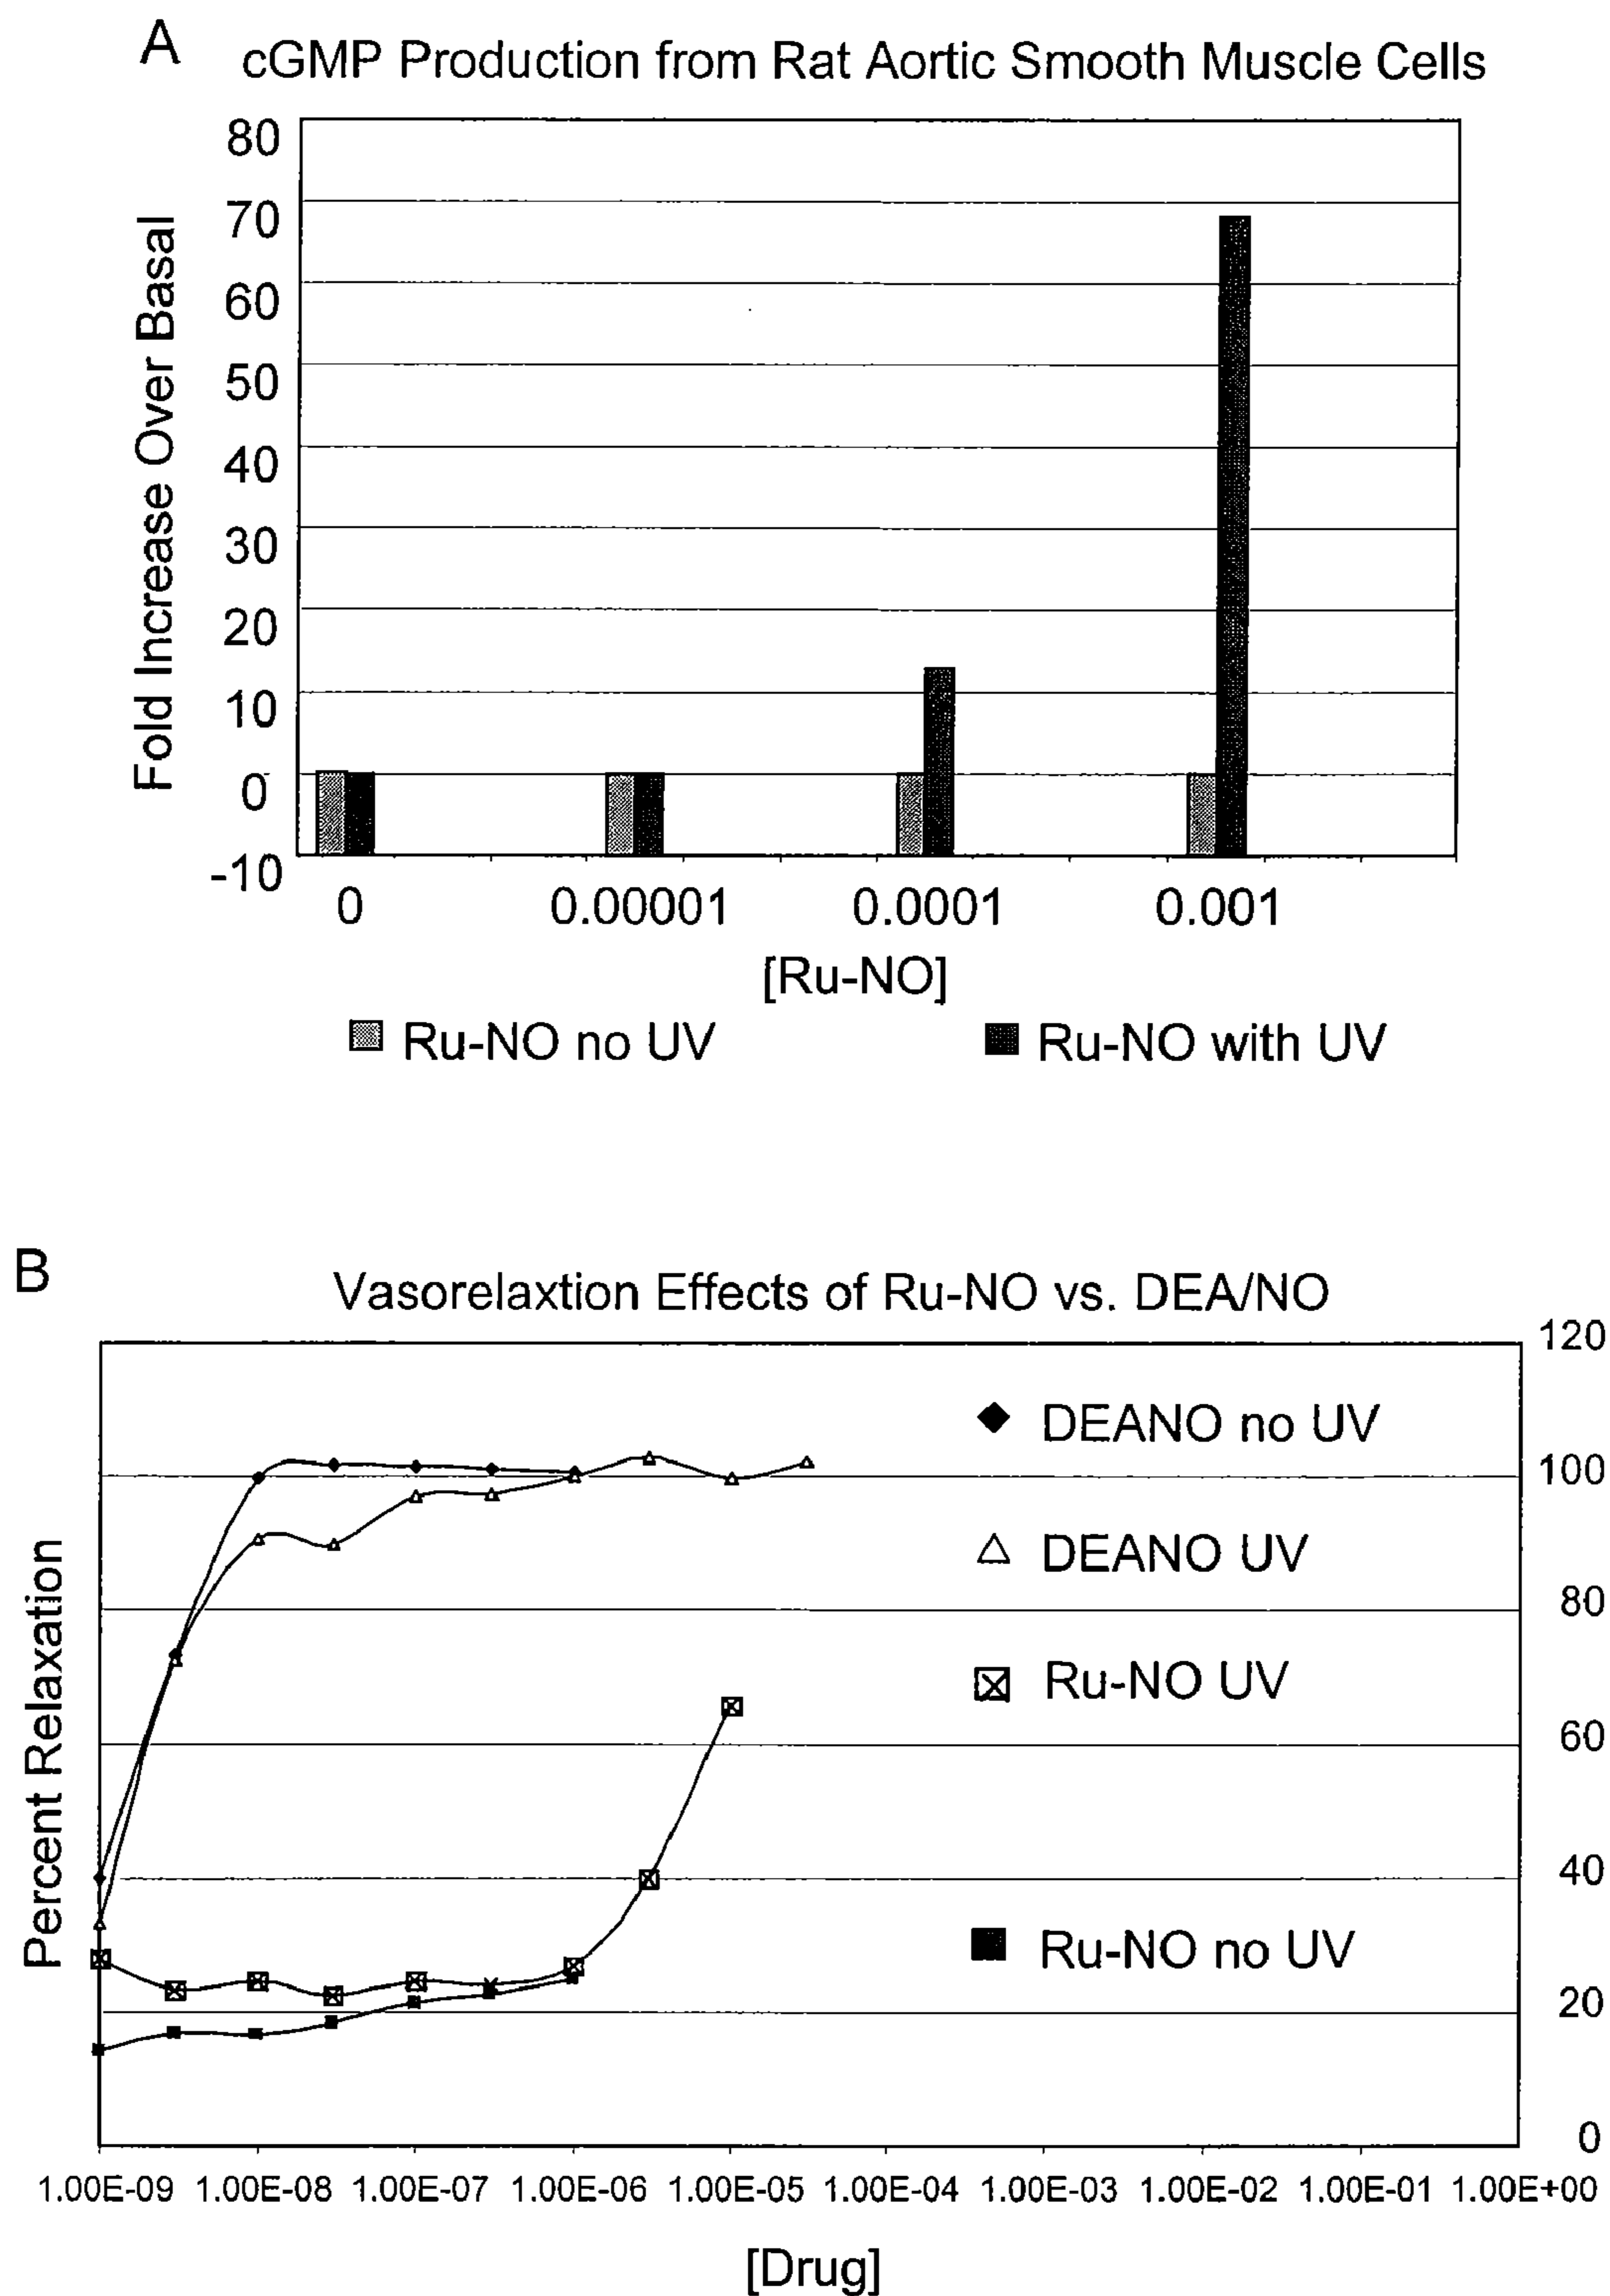 A
cGMP Production from Rat Aortic Smooth Muscle Cells
Fold Increase Over Basal
80
70
60
50
40
30
20
10
0
-10
0 0.00001 0.0001 0.001
[Ru-NO]
Ru-NO no UV Ru-NO with UV
B
Vasorelaxtion Effects of Ru-NO vs. DEA/NO
Percent Relaxation
120
100
80
60
40
20
0
DEANO no UV
DEANO UV
Ru-NO UV
Ru-NO no UV
1.00E-09 1.00E-08 1.00E-07 1.00E-06 1.00E-05 1.00E-04 1.00E-03 1.00E-02 1.00E-01 1.00E+00
[Drug]